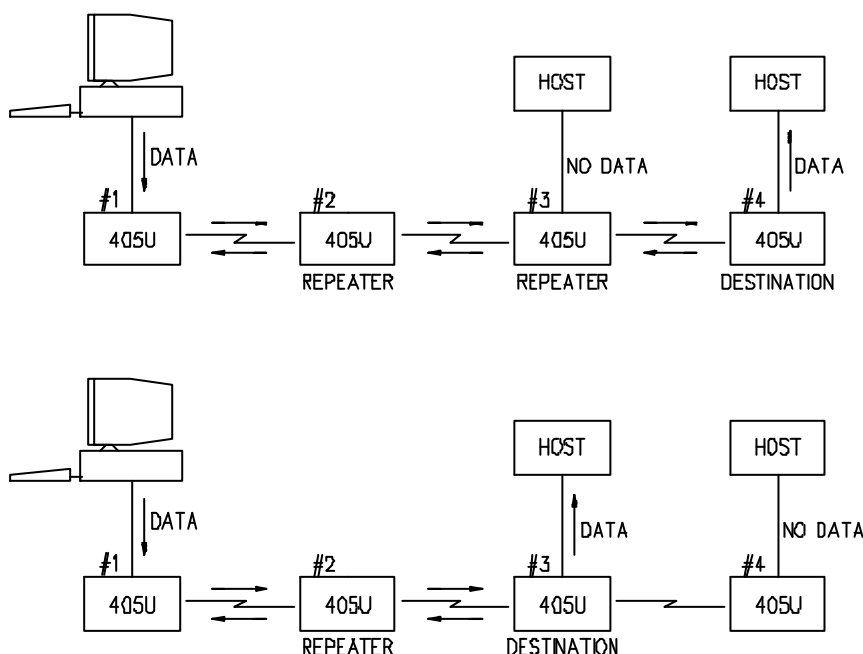 HOST HOST
DATA NO DATA DATA
#1 #2 #3 #4
405U 405U 405U 405U
REPEATER REPEATER DESTINATION
HOST HOST
DATA DATA NO DATA
#1 #2 #3 #4
405U 405U 405U 405U
REPEATER DESTINATION